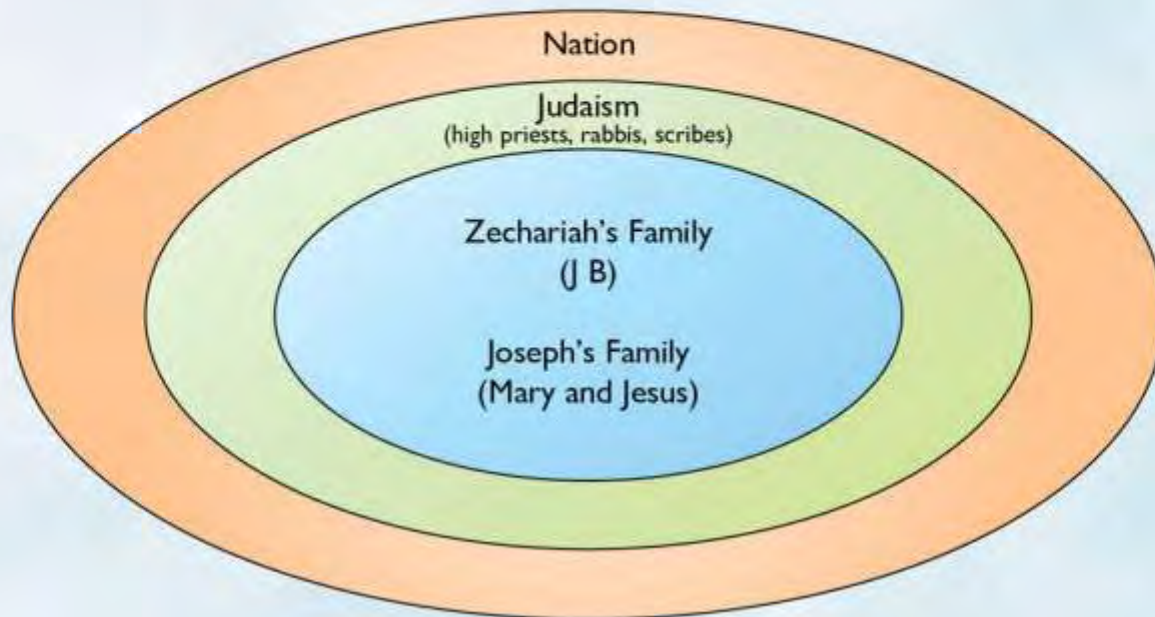 Nation
Judaism
(high priests, rabbis, scribes)
Zechariah's Family
(J B)
Joseph's Family
(Mary and Jesus)